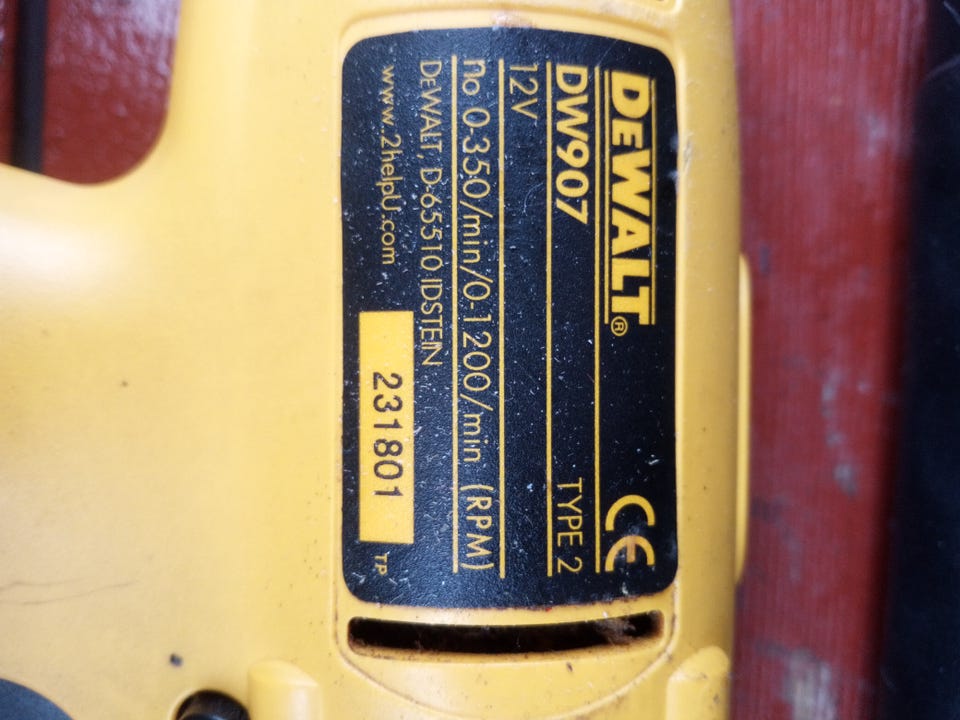 DEWALT®
CE
DW907 TYPE 2
12V
no 0-350/min/0-1200/min (RPM)
DEWALT, D-65510 IDSTEIN
www.2helpU.com
231801
TP